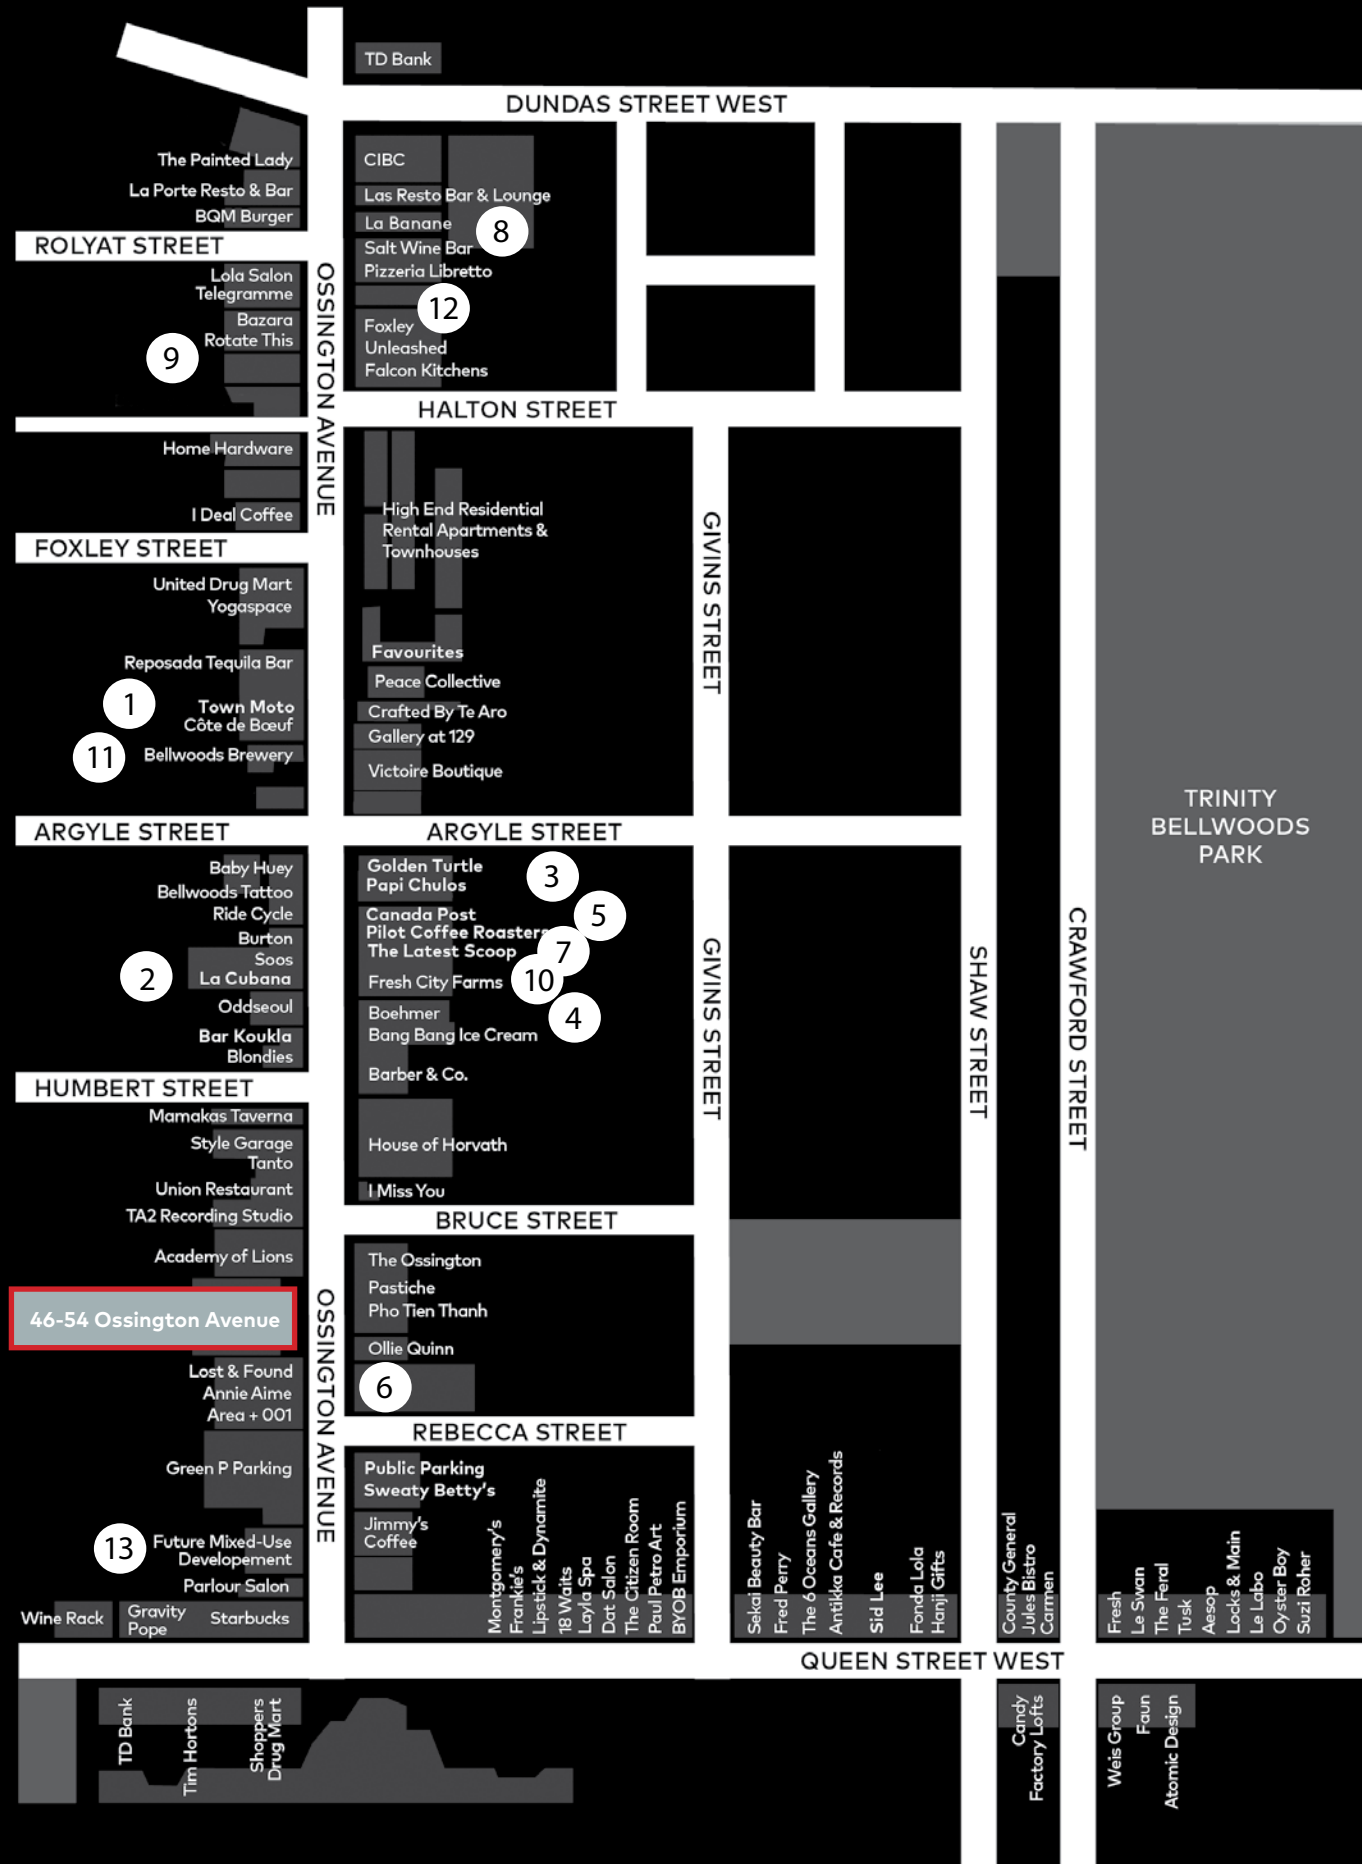 TD Bank
DUNDAS STREET WEST
The Painted Lady
La Porte Resto & Bar
BQM Burger
ROLYAT STREET
Lola Salon
Telegramme
Bazara
Rotate This
9
Home Hardware
I Deal Coffee
FOXLEY STREET
United Drug Mart
Yogaspace
Reposada Tequila Bar
1
Town Moto
Côte de Bœuf
11
Bellwoods Brewery
ARGYLE STREET
Baby Huey
Bellwoods Tattoo
Ride Cycle
Burton
Soos
2
La Cubana
Oddseoul
Bar Koukla
Blondies
HUMBERT STREET
Mamakas Taverna
Style Garage
Tanto
Union Restaurant
TA2 Recording Studio
Academy of Lions
46-54 Ossington Avenue
Lost & Found
Annie Aime
Area + 001
Green P Parking
13
Future Mixed-Use
Developement
Parlour Salon
Wine Rack
Gravity
Pope
Starbucks
OSSINGTON AVENUE
OSSINGTON AVENUE
CIBC
Las Resto Bar & Lounge
La Banane
8
Salt Wine Bar
Pizzeria Libretto
12
Foxley
Unleashed
Falcon Kitchens
HALTON STREET
High End Residential
Rental Apartments &
Townhouses
Favourites
Peace Collective
Crafted By Te Aro
Gallery at 129
Victoire Boutique
ARGYLE STREET
Golden Turtle
Papi Chulos
3
Canada Post
5
Pilot Coffee Roasters
The Latest Scoop
7
Fresh City Farms
10
Boehmer
4
Bang Bang Ice Cream
Barber & Co.
House of Horvath
I Miss You
BRUCE STREET
The Ossington
Pastiche
Pho Tien Thanh
Ollie Quinn
6
REBECCA STREET
Public Parking
Sweaty Betty's
Jimmy's
Coffee
Montgomery's
Frankie's
Lipstick & Dynamite
18 Waits
Layla Spa
Dat Salon
The Citizen Room
Paul Petro Art
BYOB Emporium
GIVINS STREET
GIVINS STREET
Sekai Beauty Bar
Fred Perry
The 6 Oceans Gallery
Antikka Cafe & Records
Sid Lee
Fonda Lola
Hanji Gifts
SHAW STREET
County General
Jules Bistro
Carmen
CRAWFORD STREET
TRINITY
BELLWOODS
PARK
Fresh
Le Swan
The Feral
Tusk
Aesop
Locks & Main
Le Labo
Oyster Boy
Suzi Roher
QUEEN STREET WEST
TD Bank
Tim Hortons
Shoppers
Drug Mart
Candy
Factory Lofts
Weis Group
Faun
Atomic Design